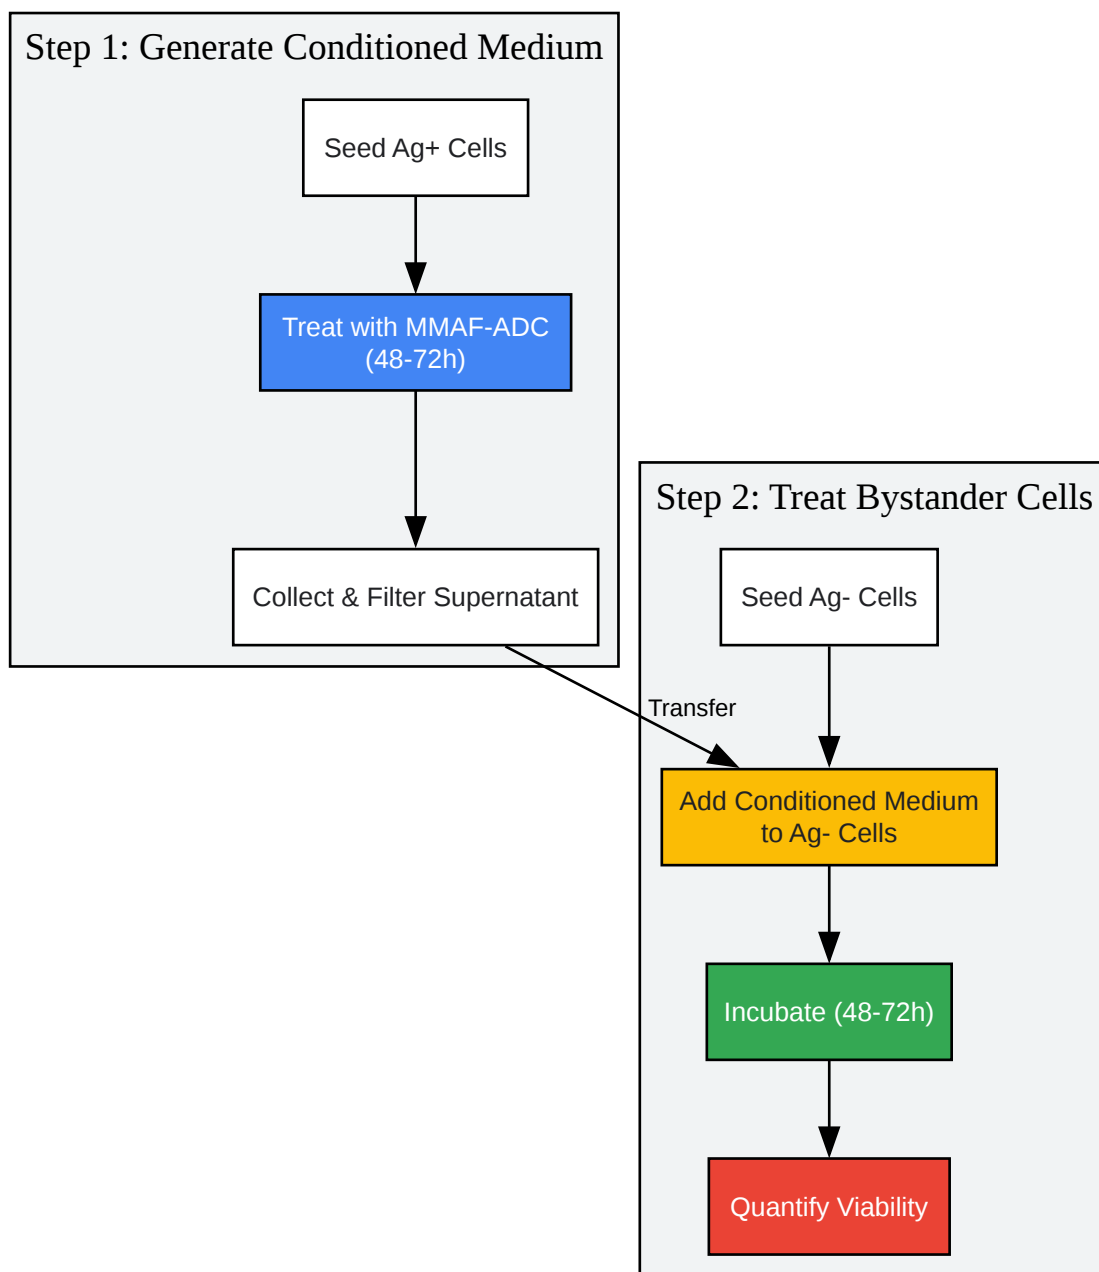 Step 1: Generate Conditioned Medium
Seed Ag+ Cells
Treat with MMAF-ADC
(48-72h)
Collect & Filter Supernatant
Transfer
Step 2: Treat Bystander Cells
Seed Ag- Cells
Add Conditioned Medium
to Ag- Cells
Incubate (48-72h)
Quantify Viability